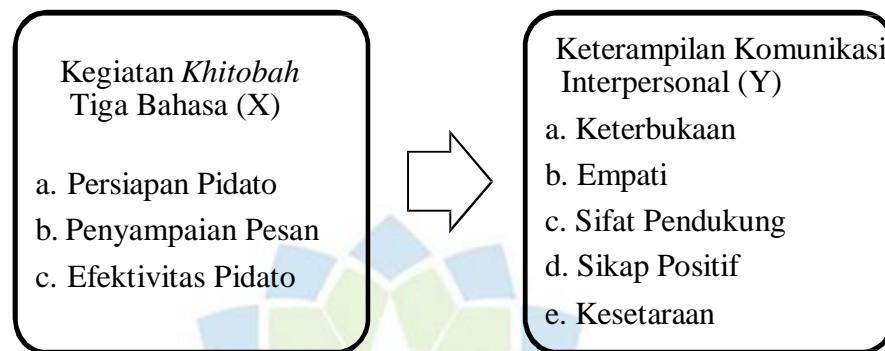 Kegiatan Khitobah
Tiga Bahasa (X)
a. Persiapan Pidato
b. Penyampaian Pesan
c. Efektivitas Pidato
Keterampilan Komunikasi
Interpersonal (Y)
a. Keterbukaan
b. Empati
c. Sifat Pendukung
d. Sikap Positif
e. Kesetaraan